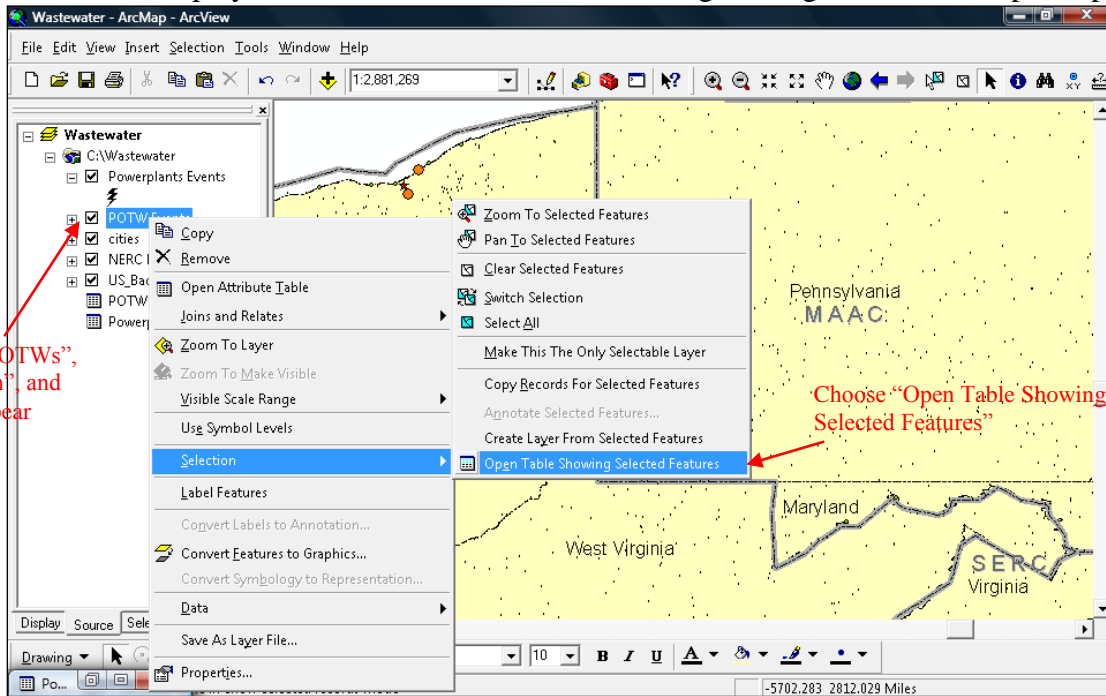 Wastewater - ArcMap - ArcView
File Edit View Insert Selection Tools Window Help
1:2,881,269
Wastewater
C:\Wastewater
Powerplants Events
POTW Events
cities
NERC
US_Bac
POTW
Powerp
Display Source Sele
Copy
Remove
Open Attribute Table
Joins and Relates
Zoom To Layer
Zoom To Make Visible
Visible Scale Range
Use Symbol Levels
Selection
Label Features
Convert Labels to Annotation...
Convert Features to Graphics...
Convert Symbology to Representation...
Data
Save As Layer File...
Properties...
Zoom To Selected Features
Pan To Selected Features
Clear Selected Features
Switch Selection
Select All
Make This The Only Selectable Layer
Copy Records For Selected Features
Annotate Selected Features...
Create Layer From Selected Features
Open Table Showing Selected Features
Pennsylvania
MAAC
Choose “Open Table Showing
Selected Features”
Maryland
West Virginia
SERC
Virginia
OTWs”,
”, and
ear
Drawing
10 B I U A
Po...
-5702.283 2812.029 Miles